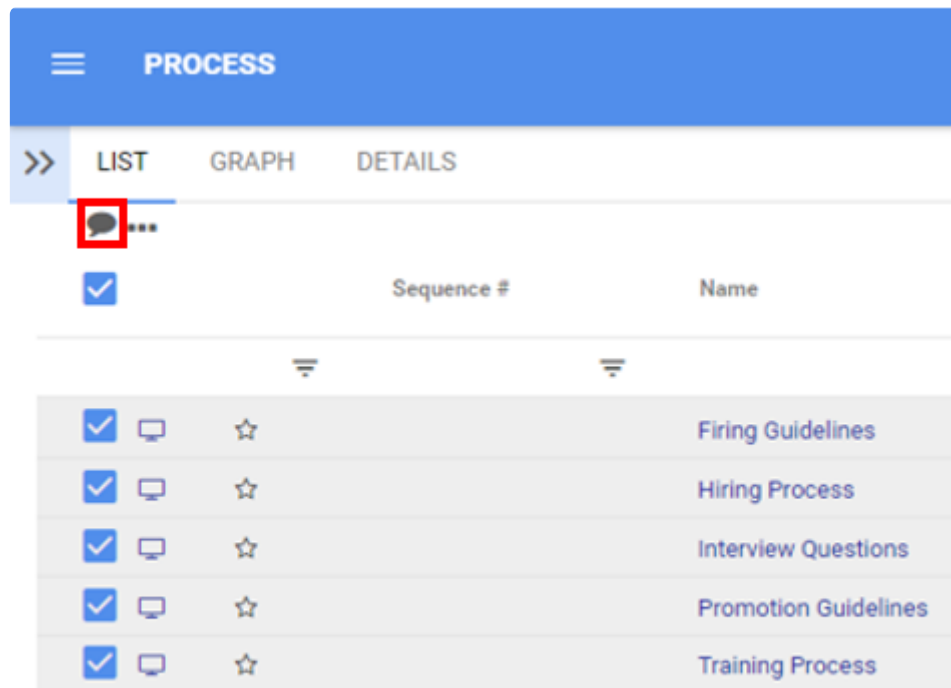 PROCESS
LIST GRAPH DETAILS
Sequence # Name
Firing Guidelines
Hiring Process
Interview Questions
Promotion Guidelines
Training Process